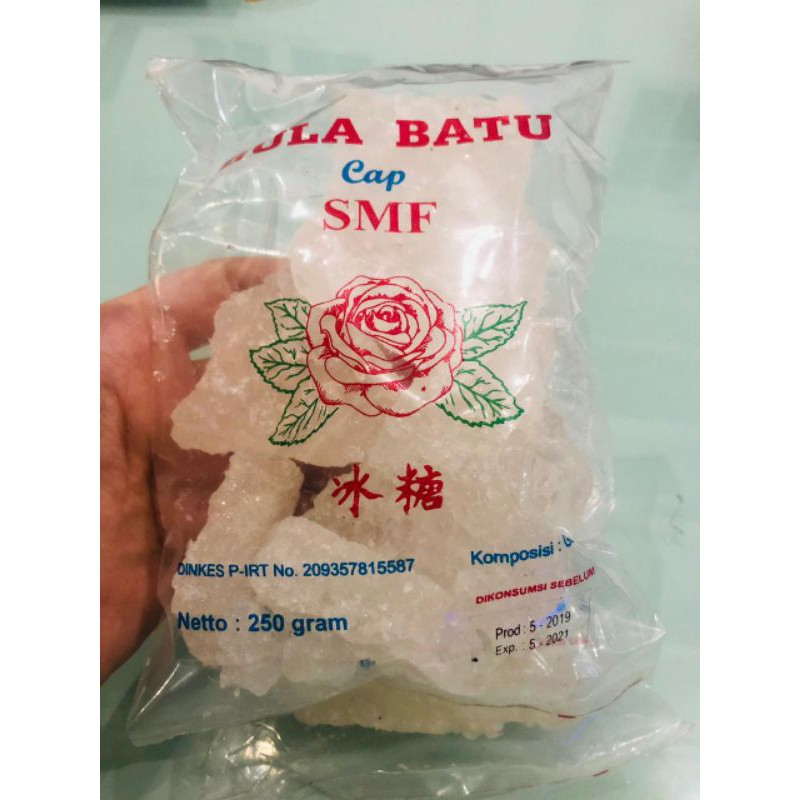 GULA BATU
Cap
SMF
冰糖
DINKES P-IRT No. 209357815587
Netto : 250 gram
Komposisi :
DIKONSUMSI SEBELUM
Prod : 5 - 2019
Exp. : 5 - 2021